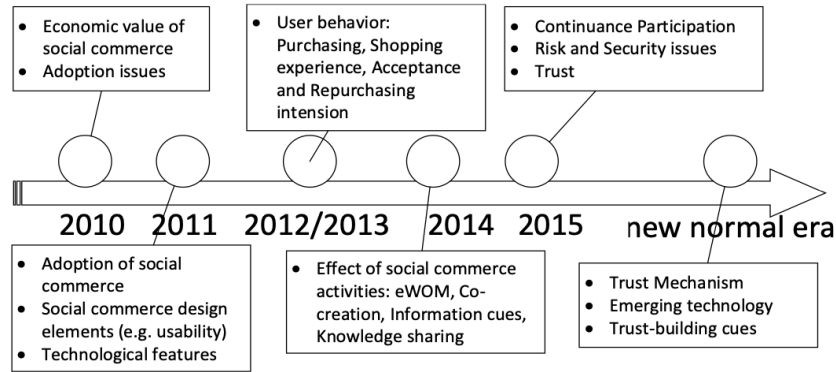 • Economic value of
social commerce
• Adoption issues
• User behavior:
Purchasing, Shopping
experience, Acceptance
and Repurchasing
intension
• Continuance Participation
• Risk and Security issues
• Trust
2010 2011 2012/2013 2014 2015 new normal era
• Adoption of social
commerce
• Social commerce design
elements (e.g. usability)
• Technological features
• Effect of social commerce
activities: eWOM, Co-
creation, Information cues,
Knowledge sharing
• Trust Mechanism
• Emerging technology
• Trust-building cues